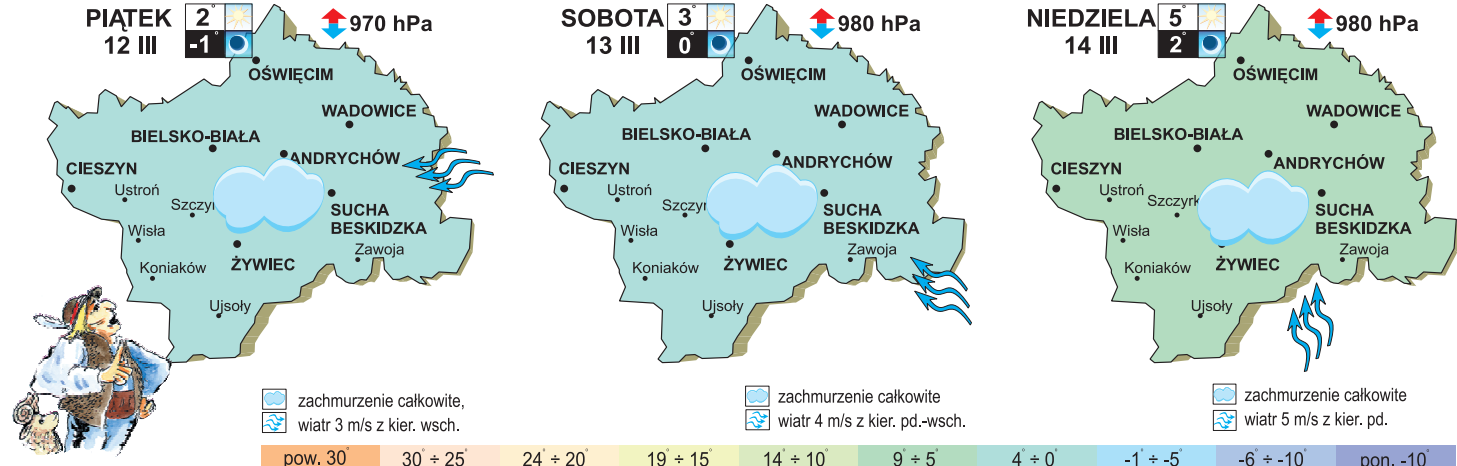 PIĄTEK
12 III
2°
-1°
970 hPa
OŚWIĘCIM
WADOWICE
BIELSKO-BIAŁA
ANDRYCHÓW
CIESZYN
Ustroń
Szczyr
SUCHA
BESKIDZKA
Wisła
Zawoja
ŻYWIEC
Koniaków
Ujsoły
zachmurzenie całkowite,
wiatr 3 m/s z kier. wsch.
SOBOTA
13 III
3°
0°
980 hPa
OŚWIĘCIM
WADOWICE
BIELSKO-BIAŁA
ANDRYCHÓW
CIESZYN
Ustroń
Szczyr
SUCHA
BESKIDZKA
Wisła
Zawoja
ŻYWIEC
Koniaków
Ujsoły
zachmurzenie całkowite
wiatr 4 m/s z kier. pd.-wsch.
NIEDZIELA
14 III
5°
2°
980 hPa
OŚWIĘCIM
WADOWICE
BIELSKO-BIAŁA
ANDRYCHÓW
CIESZYN
Ustroń
Szczyrk
SUCHA
BESKIDZKA
Wisła
Zawoja
ŻYWIEC
Koniaków
Ujsoły
zachmurzenie całkowite
wiatr 5 m/s z kier. pd.
pow. 30° 30° ÷ 25° 24° ÷ 20° 19° ÷ 15° 14° ÷ 10° 9° ÷ 5° 4° ÷ 0° -1° ÷ -5° -6° ÷ -10° pon. -10°